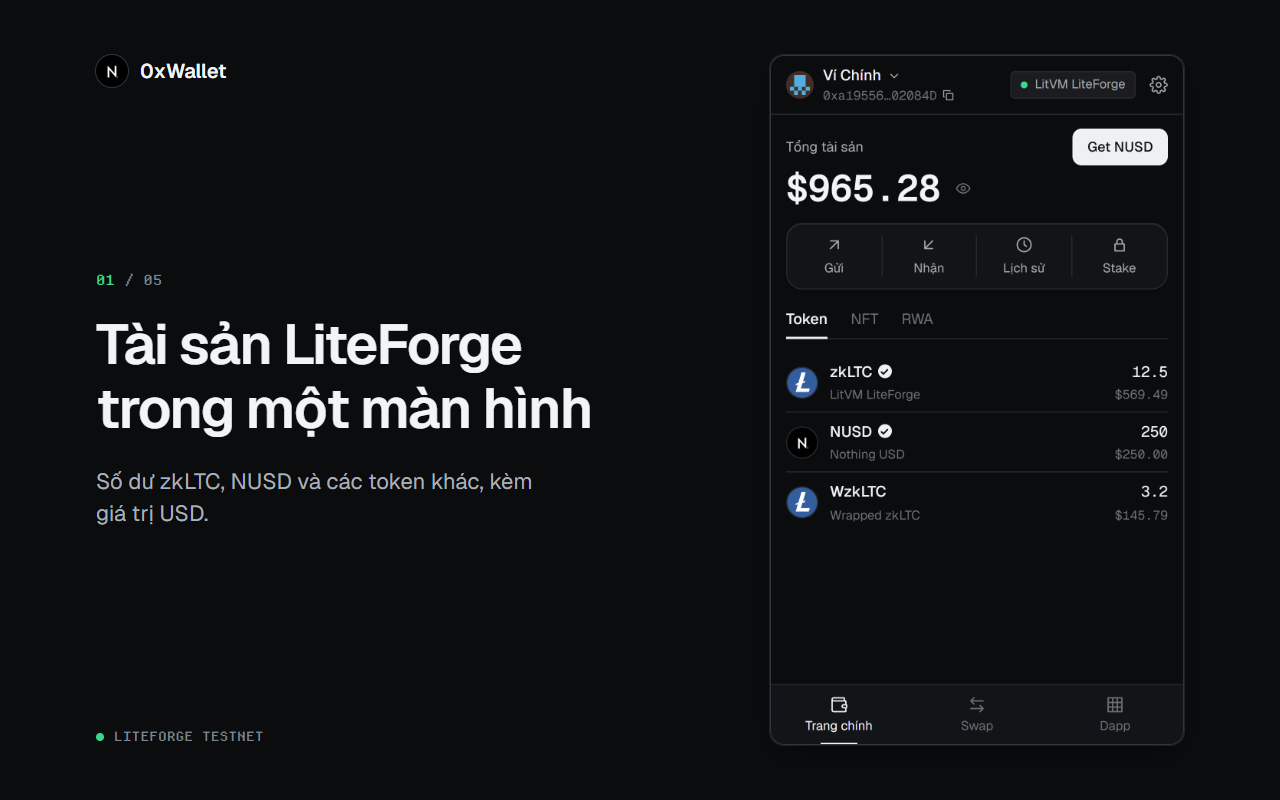 N 0xWallet
01 / 05
Tài sản LiteForge
trong một màn hình
Số dư zkLTC, NUSD và các token khác, kèm
giá trị USD.
LITEFORGE TESTNET
Ví Chính
0xa19556…02084D
LitVM LiteForge
Tổng tài sản
Get NUSD
$965.28
Gửi Nhận Lịch sử Stake
Token NFT RWA
zkLTC 12.5
LitVM LiteForge $569.49
N
NUSD 250
Nothing USD $250.00
WzkLTC 3.2
Wrapped zkLTC $145.79
Trang chính Swap Dapp